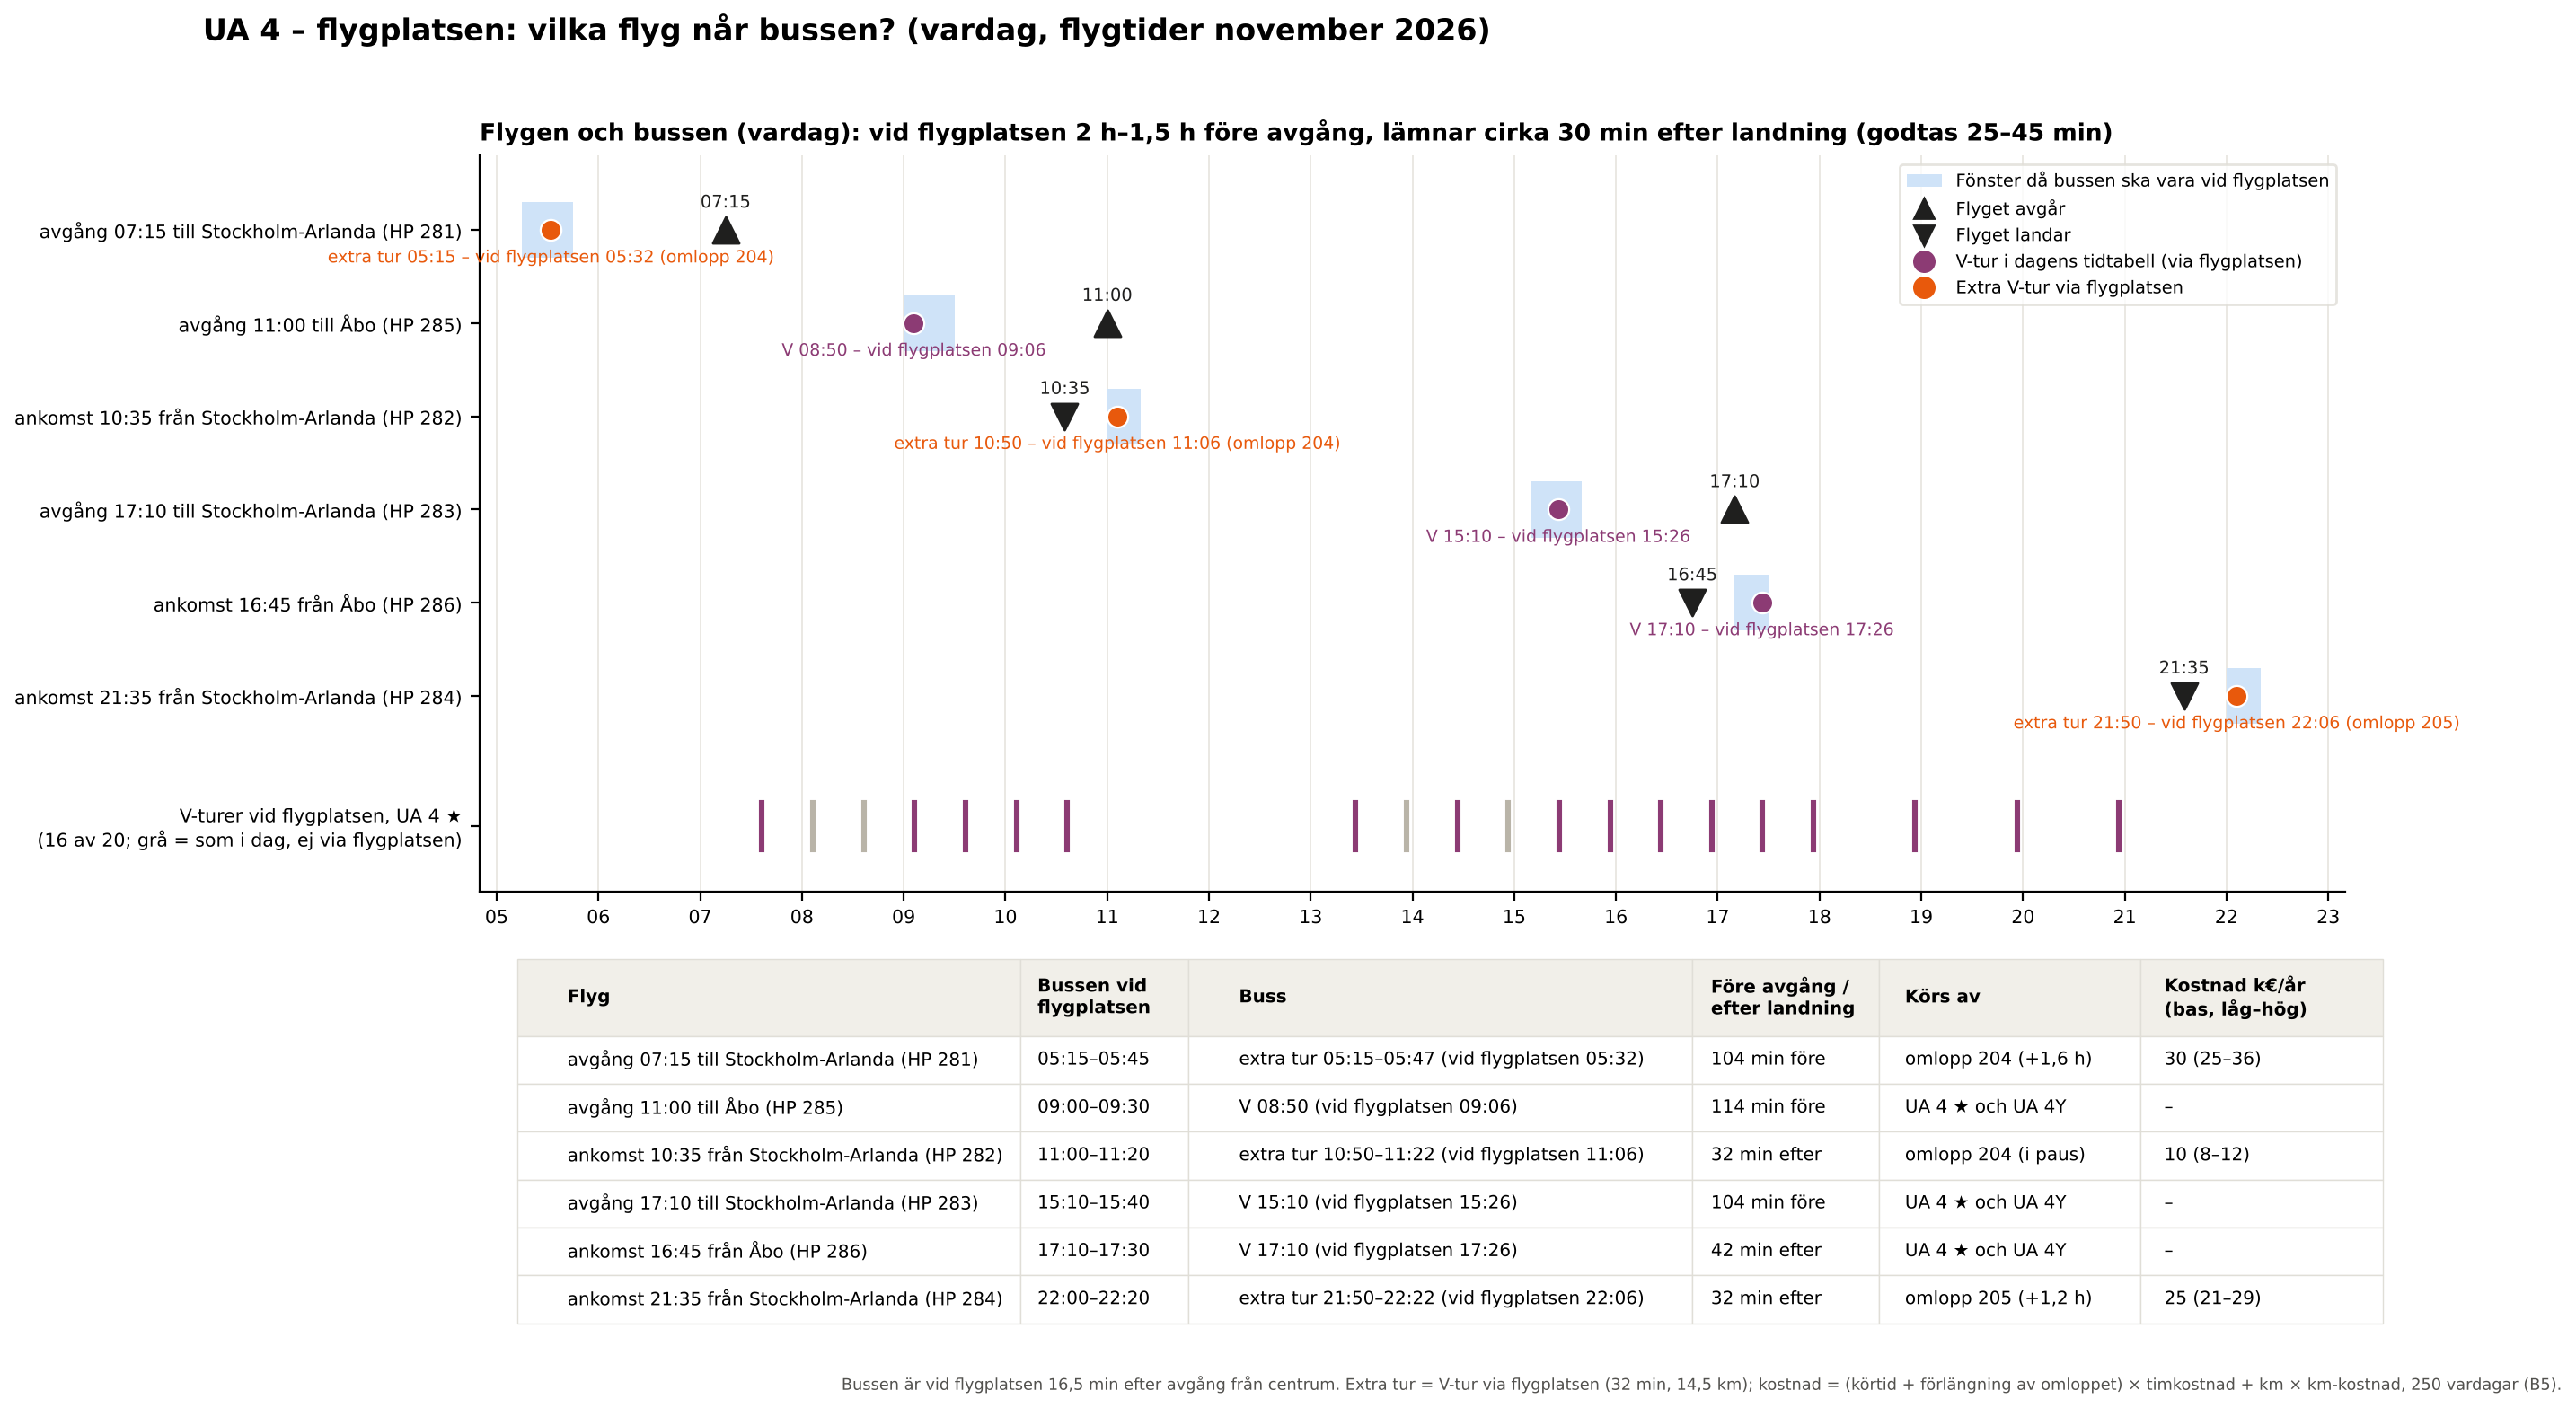 UA 4 – flygplatsen: vilka flyg når bussen? (vardag, flygtider november 2026)
Flygen och bussen (vardag): vid flygplatsen 2 h–1,5 h före avgång, lämnar cirka 30 min efter landning (godtas 25–45 min)
Fönster då bussen ska vara vid flygplatsen
Flyget avgår
Flyget landar
V-tur i dagens tidtabell (via flygplatsen)
Extra V-tur via flygplatsen
avgång 07:15 till Stockholm-Arlanda (HP 281)
07:15
extra tur 05:15 – vid flygplatsen 05:32 (omlopp 204)
avgång 11:00 till Åbo (HP 285)
11:00
V 08:50 – vid flygplatsen 09:06
ankomst 10:35 från Stockholm-Arlanda (HP 282)
10:35
extra tur 10:50 – vid flygplatsen 11:06 (omlopp 204)
avgång 17:10 till Stockholm-Arlanda (HP 283)
17:10
V 15:10 – vid flygplatsen 15:26
ankomst 16:45 från Åbo (HP 286)
16:45
V 17:10 – vid flygplatsen 17:26
ankomst 21:35 från Stockholm-Arlanda (HP 284)
21:35
extra tur 21:50 – vid flygplatsen 22:06 (omlopp 205)
V-turer vid flygplatsen, UA 4 ★
(16 av 20; grå = som i dag, ej via flygplatsen)
05 06 07 08 09 10 11 12 13 14 15 16 17 18 19 20 21 22 23
Flyg | Bussen vid flygplatsen | Buss | Före avgång / efter landning | Körs av | Kostnad k€/år (bas, låg–hög)
avgång 07:15 till Stockholm-Arlanda (HP 281) | 05:15–05:45 | extra tur 05:15–05:47 (vid flygplatsen 05:32) | 104 min före | omlopp 204 (+1,6 h) | 30 (25–36)
avgång 11:00 till Åbo (HP 285) | 09:00–09:30 | V 08:50 (vid flygplatsen 09:06) | 114 min före | UA 4 ★ och UA 4Y | –
ankomst 10:35 från Stockholm-Arlanda (HP 282) | 11:00–11:20 | extra tur 10:50–11:22 (vid flygplatsen 11:06) | 32 min efter | omlopp 204 (i paus) | 10 (8–12)
avgång 17:10 till Stockholm-Arlanda (HP 283) | 15:10–15:40 | V 15:10 (vid flygplatsen 15:26) | 104 min före | UA 4 ★ och UA 4Y | –
ankomst 16:45 från Åbo (HP 286) | 17:10–17:30 | V 17:10 (vid flygplatsen 17:26) | 42 min efter | UA 4 ★ och UA 4Y | –
ankomst 21:35 från Stockholm-Arlanda (HP 284) | 22:00–22:20 | extra tur 21:50–22:22 (vid flygplatsen 22:06) | 32 min efter | omlopp 205 (+1,2 h) | 25 (21–29)
Bussen är vid flygplatsen 16,5 min efter avgång från centrum. Extra tur = V-tur via flygplatsen (32 min, 14,5 km); kostnad = (körtid + förlängning av omloppet) × timkostnad + km × km-kostnad, 250 vardagar (B5).